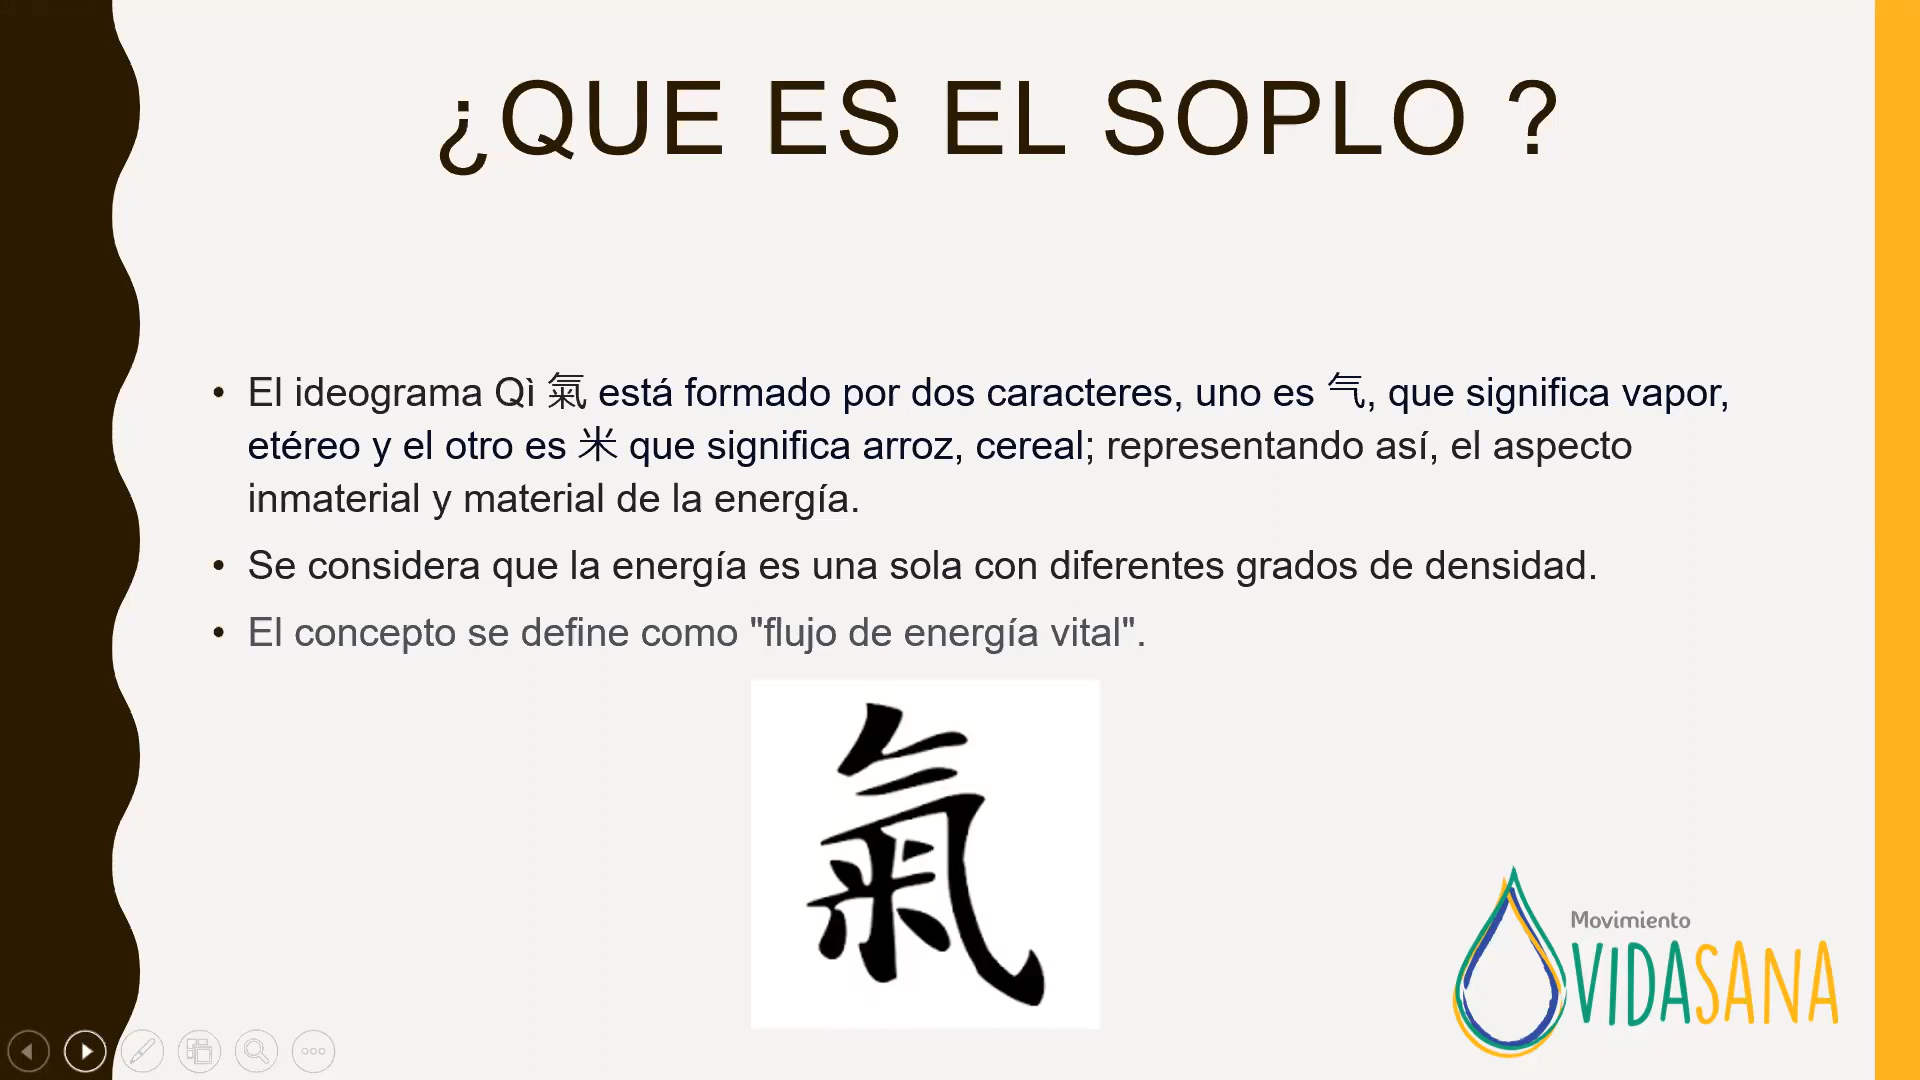 ¿QUE ES EL SOPLO ?
• El ideograma Qì 氣 está formado por dos caracteres, uno es 气, que significa vapor,
etéreo y el otro es 米 que significa arroz, cereal; representando así, el aspecto
inmaterial y material de la energía.
• Se considera que la energía es una sola con diferentes grados de densidad.
• El concepto se define como "flujo de energía vital".
氣
Movimiento
VIDASANA